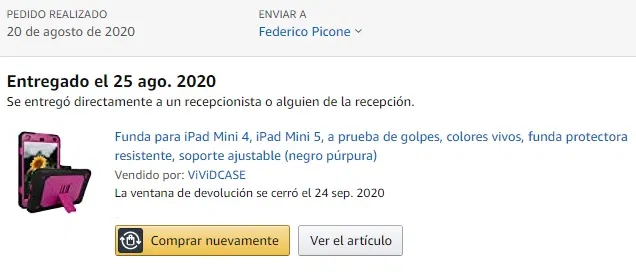 PEDIDO REALIZADO
20 de agosto de 2020
ENVIAR A
Federico Picone
Entregado el 25 ago. 2020
Se entregó directamente a un recepcionista o alguien de la recepción.
Funda para iPad Mini 4, iPad Mini 5, a prueba de golpes, colores vivos, funda protectora
resistente, soporte ajustable (negro púrpura)
Vendido por: ViViDCASE
La ventana de devolución se cerró el 24 sep. 2020
Comprar nuevamente
Ver el artículo